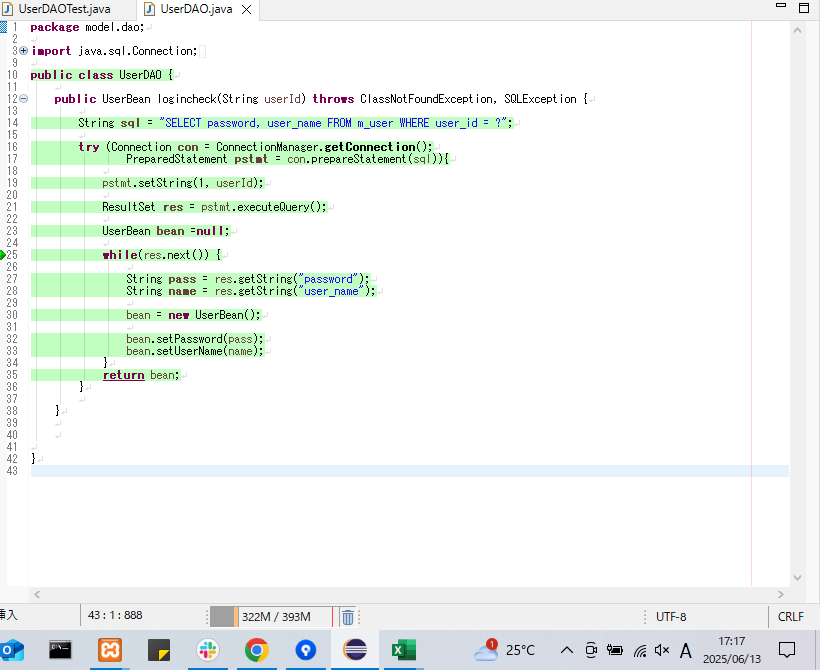 UserDAOTest.java
UserDAO.java
1 package model.dao;
2
3 import java.sql.Connection;
9
10 public class UserDAO {
11
12 public UserBean logincheck(String userId) throws ClassNotFoundException, SQLException {
13
14 String sql = "SELECT password, user_name FROM m_user WHERE user_id = ?";
15
16 try (Connection con = ConnectionManager.getConnection();
17 PreparedStatement pstmt = con.prepareStatement(sql)){
18
19 pstmt.setString(1, userId);
20
21 ResultSet res = pstmt.executeQuery();
22
23 UserBean bean =null;
24
25 while(res.next()) {
26
27 String pass = res.getString("password");
28 String name = res.getString("user_name");
29
30 bean = new UserBean();
31
32 bean.setPassword(pass);
33 bean.setUserName(name);
34 }
35 return bean;
36 }
37
38 }
39
40
41
42 }
43
挿入 43 : 1 : 888 322M / 393M UTF-8 CRLF
1 25°C A 17:17
2025/06/13